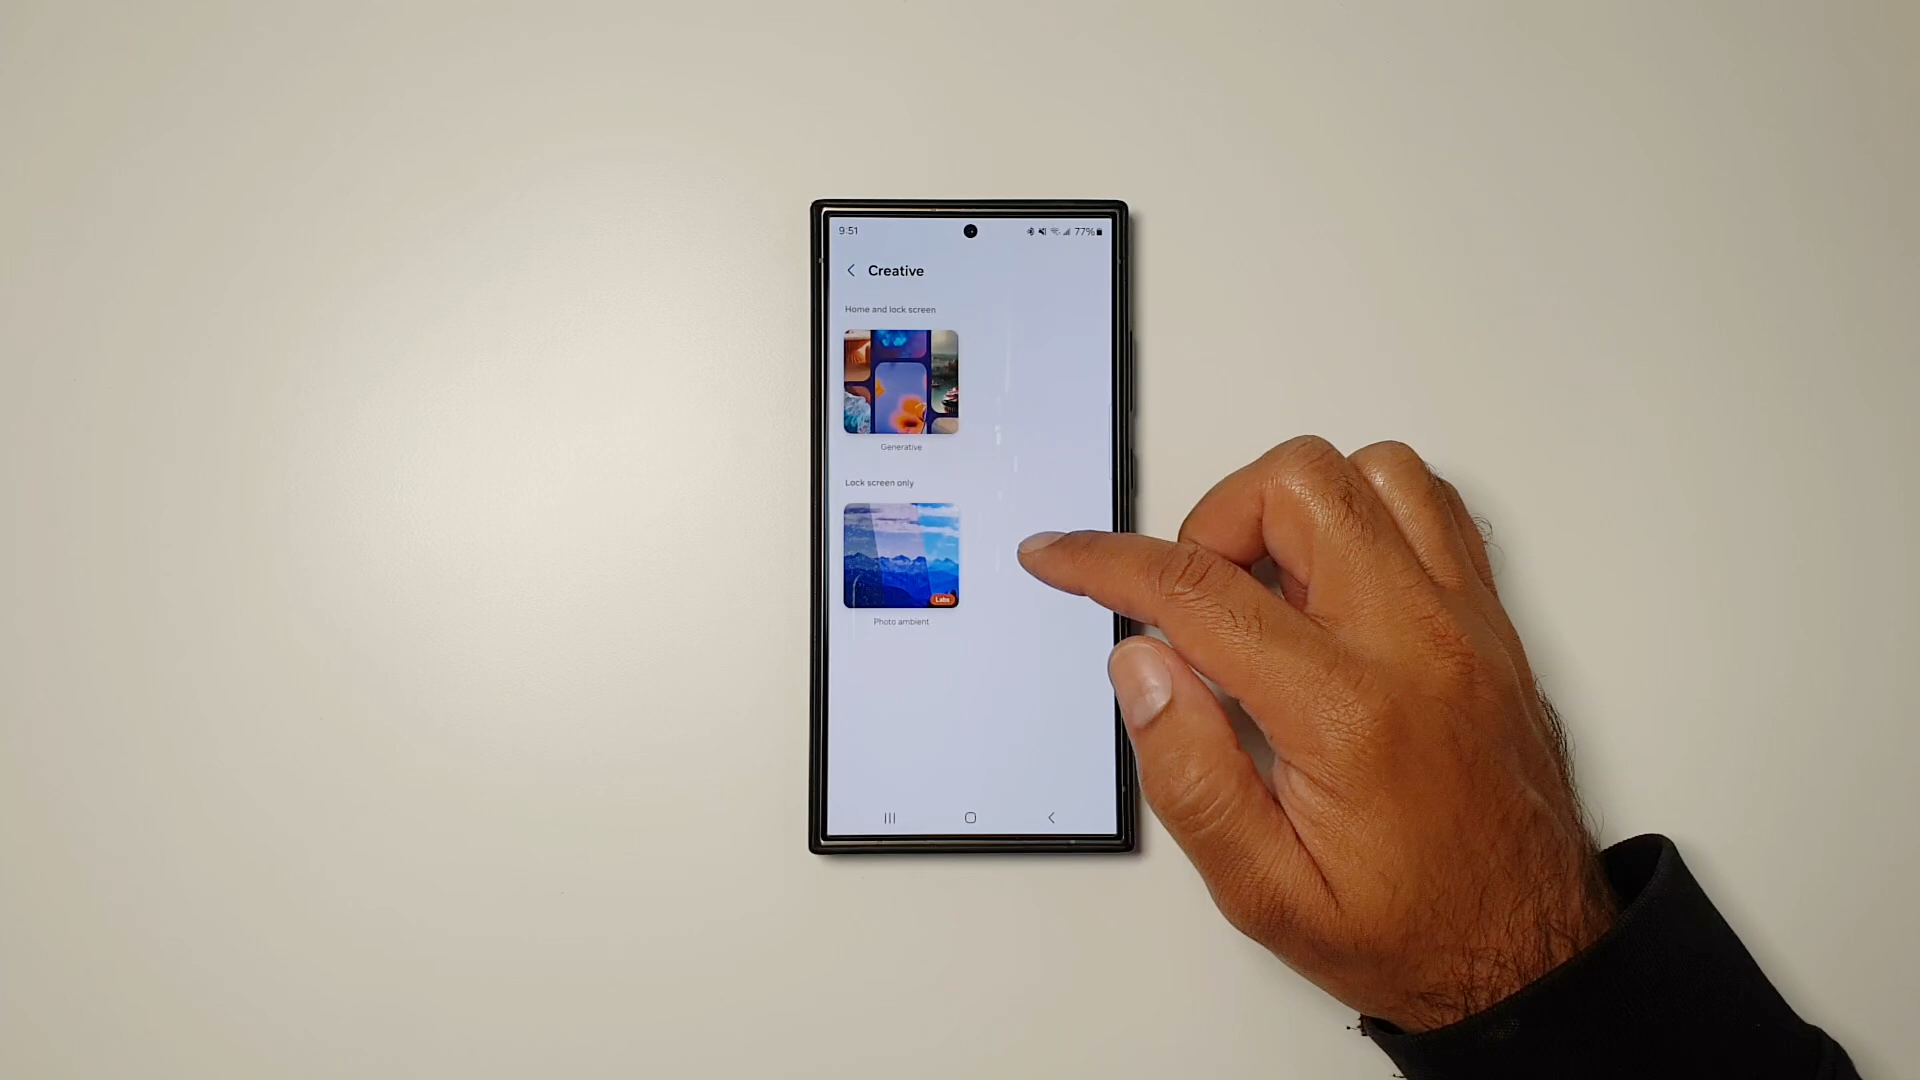 9:51
77%
Creative
Home and lock screen
Generative
Lock screen only
Labs
Photo ambient